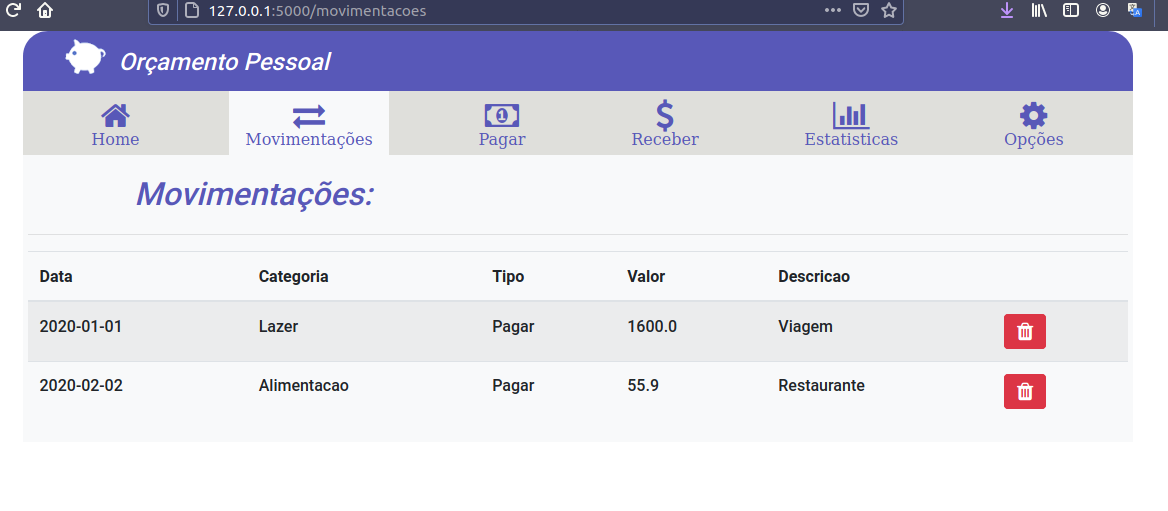 127.0.0.1:5000/movimentacoes
Orçamento Pessoal
Home Movimentações Pagar Receber Estatisticas Opções
Movimentações:
Data Categoria Tipo Valor Descricao
2020-01-01 Lazer Pagar 1600.0 Viagem
2020-02-02 Alimentacao Pagar 55.9 Restaurante